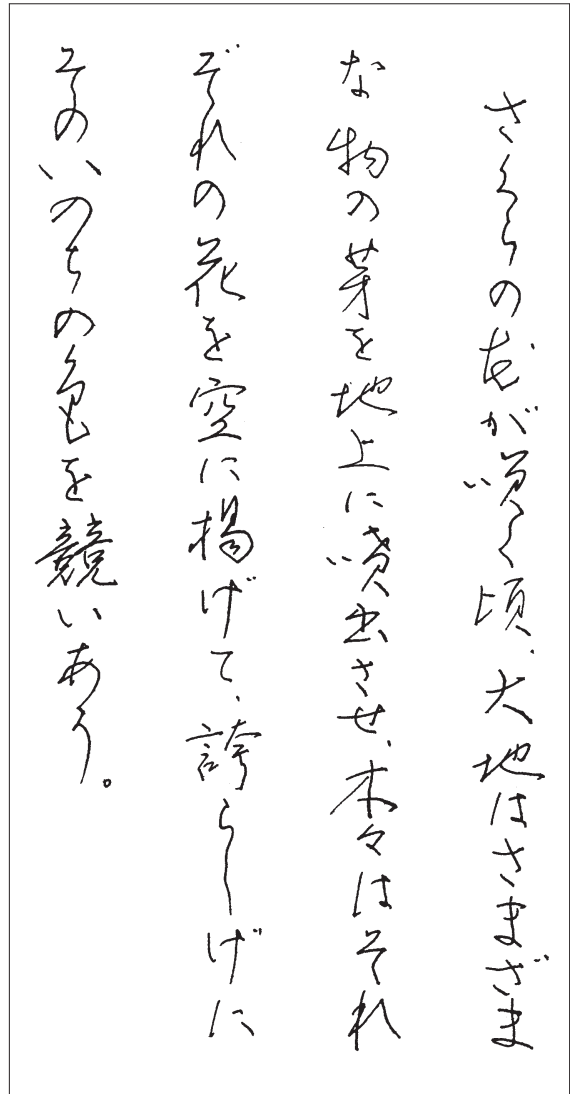 さくらの花が咲く頃、大地はさまざま
な物の芽を地上に噴出させ、木々はそれ
ぞれの花を空に揚げて、誇らしげに
そのいのちの色を競いあう。